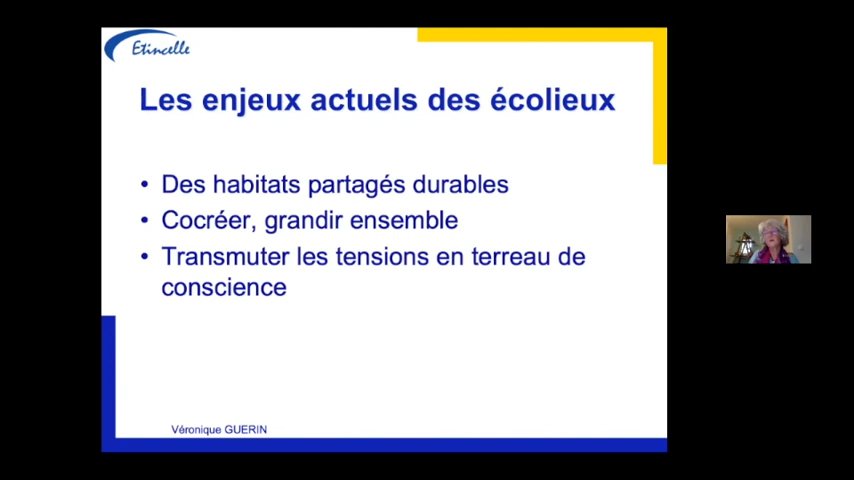 Etincelle
Les enjeux actuels des écolieux
• Des habitats partagés durables
• Cocréer, grandir ensemble
• Transmuter les tensions en terreau de
conscience
Véronique GUERIN